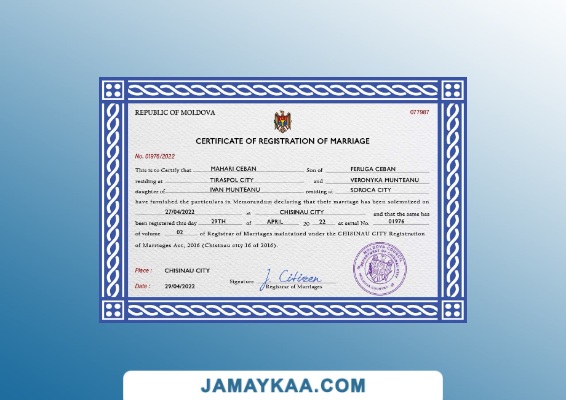 REPUBLIC OF MOLDOVA 077987
CERTIFICATE OF REGISTRATION OF MARRIAGE
No. 01976/2022
This is to Certify that MAHARI CEBAN Son of FERUGA CEBAN
residing at TIRASPOL CITY and VERONYKA MUNTEANU
daughter of IVAN MUNTEANU residing at SOROCA CITY
have furnished the particulars in Memorandum declaring that their marriage has been solemnized on
27/04/2022 at CHISINAU CITY and that the same has
been registered this day 29TH of APRIL 20 22 at serial No. 01976
of volume 02 of Registrar of Marriages maintained under the CHISINAU CITY Registration
of Marriages Act, 2016 (Chisinau city 16 of 2016).
Place : CHISINAU CITY
Signature J. Citizen
Date : 29/04/2022 Registrar of Marriages
JAMAYKAA.COM